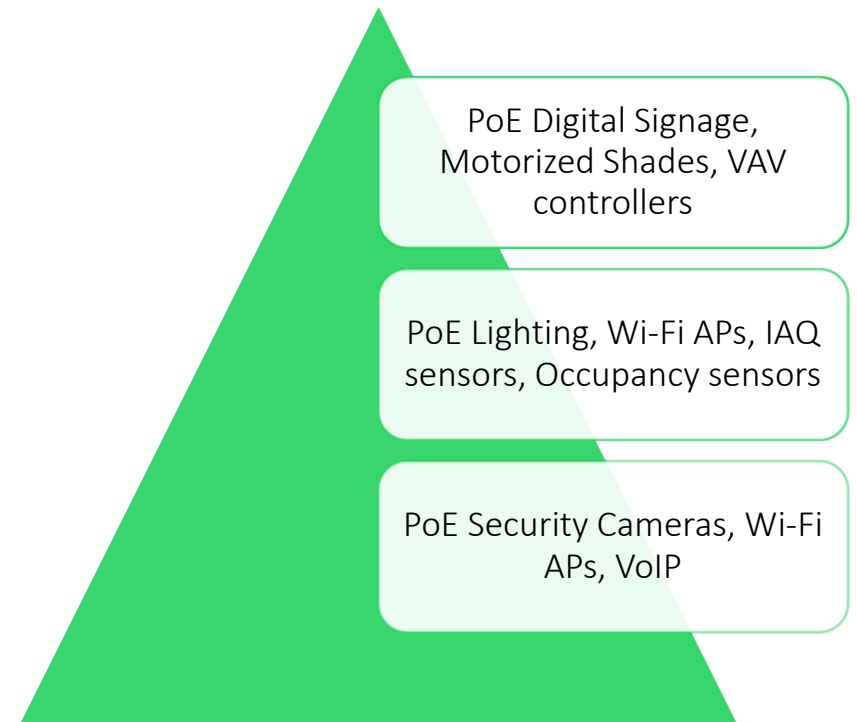 PoE Digital Signage,
Motorized Shades, VAV
controllers
PoE Lighting, Wi-Fi APs, IAQ
sensors, Occupancy sensors
PoE Security Cameras, Wi-Fi
APs, VoIP